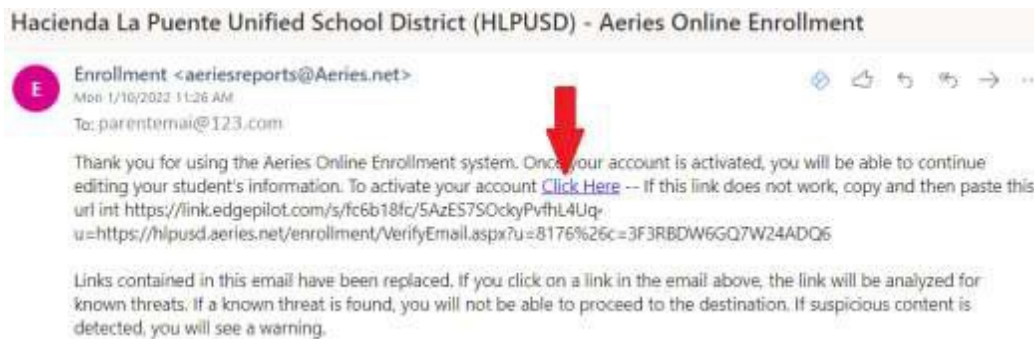 Hacienda La Puente Unified School District (HLPUSD) - Aeries Online Enrollment
E
Enrollment <aeriesreports@Aeries.net>
Mon 1/10/2022 11:26 AM
To: parentemai@123.com
Thank you for using the Aeries Online Enrollment system. Once your account is activated, you will be able to continue
editing your student's information. To activate your account Click Here -- If this link does not work, copy and then paste this
url int https://link.edgepilot.com/s/fc6b18fc/5AzES7SOckyPvfhL4Uq-
u=https://hlpusd.aeries.net/enrollment/VerifyEmail.aspx?u=8176%26c=3F3RBDW6GQ7W24ADQ6
Links contained in this email have been replaced. If you click on a link in the email above, the link will be analyzed for
known threats. If a known threat is found, you will not be able to proceed to the destination. If suspicious content is
detected, you will see a warning.